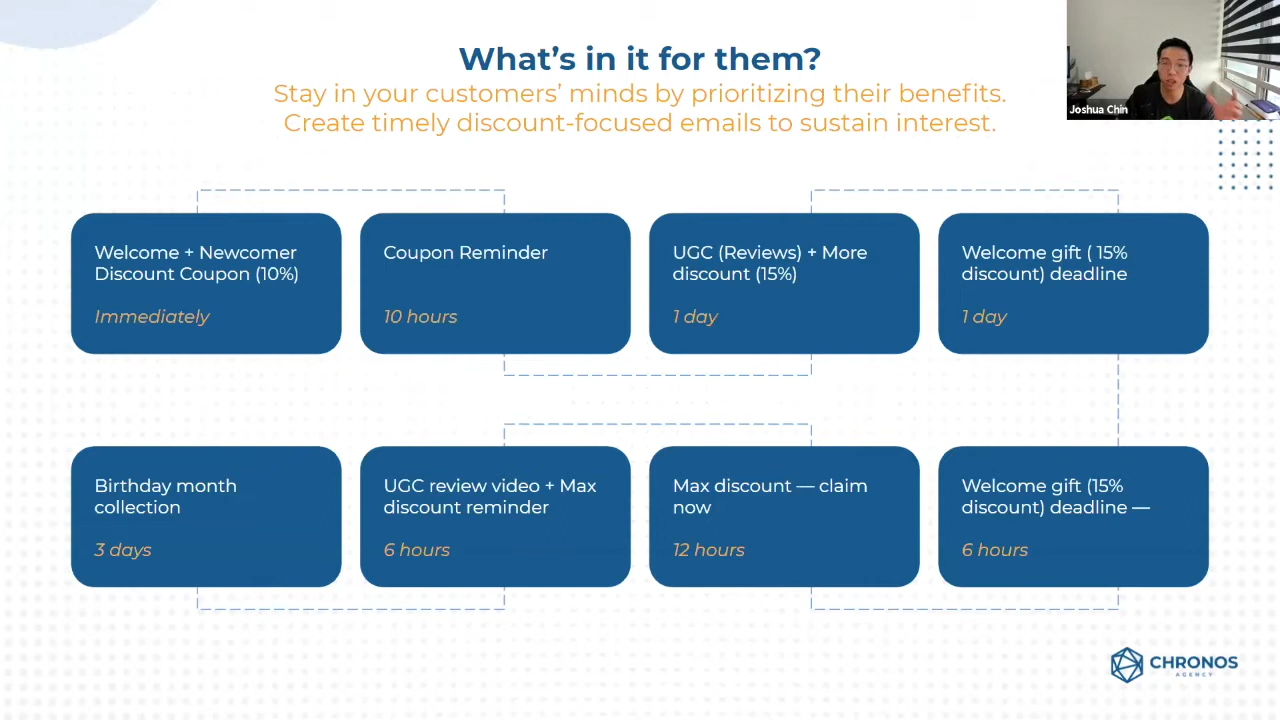 What's in it for them?
Stay in your customers' minds by prioritizing their benefits.
Create timely discount-focused emails to sustain interest.
Joshua Chin
Welcome + Newcomer
Discount Coupon (10%)
Immediately
Coupon Reminder
10 hours
UGC (Reviews) + More
discount (15%)
1 day
Welcome gift ( 15%
discount) deadline
1 day
Birthday month
collection
3 days
UGC review video + Max
discount reminder
6 hours
Max discount — claim
now
12 hours
Welcome gift (15%
discount) deadline —
6 hours
CHRONOS
AGENCY